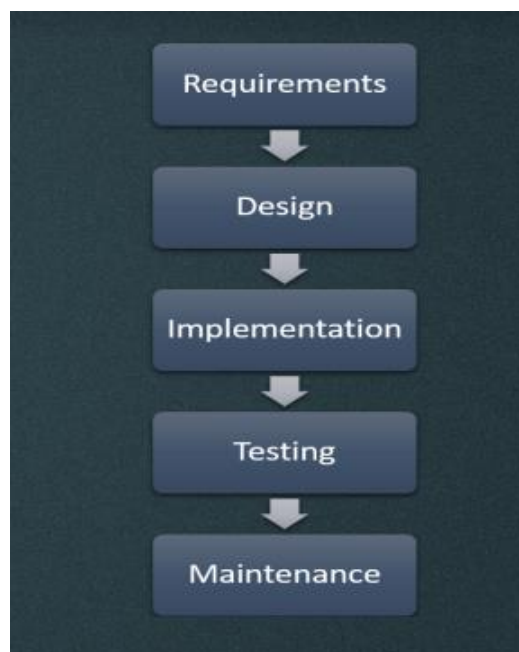 Requirements
Design
Implementation
Testing
Maintenance